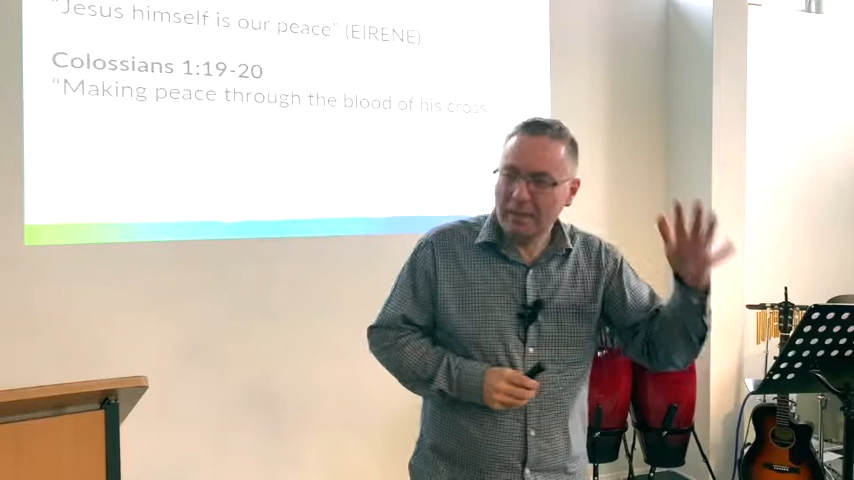 "Jesus himself is our peace" (EIRENE)
Colossians 1:19-20
"Making peace through the blood of his cross